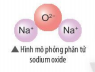 O²⁻
Na⁺ Na⁺
▲ Hình mô phỏng phân tử
sodium oxide